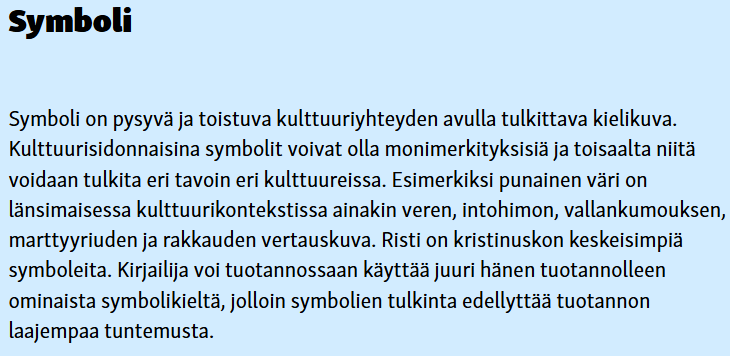 Symboli
Symboli on pysyvä ja toistuva kulttuuriyhteyden avulla tulkittava kielikuva.
Kulttuurisidonnaisina symbolit voivat olla monimerkityksisiä ja toisaalta niitä
voidaan tulkita eri tavoin eri kulttuureissa. Esimerkiksi punainen väri on
länsimaisessa kulttuurikontekstissa ainakin veren, intohimon, vallankumouksen,
marttyyriuden ja rakkauden vertauskuva. Risti on kristinuskon keskeisimpiä
symboleita. Kirjailija voi tuotannossaan käyttää juuri hänen tuotannolleen
ominaista symbolikieltä, jolloin symbolien tulkinta edellyttää tuotannon
laajempaa tuntemusta.